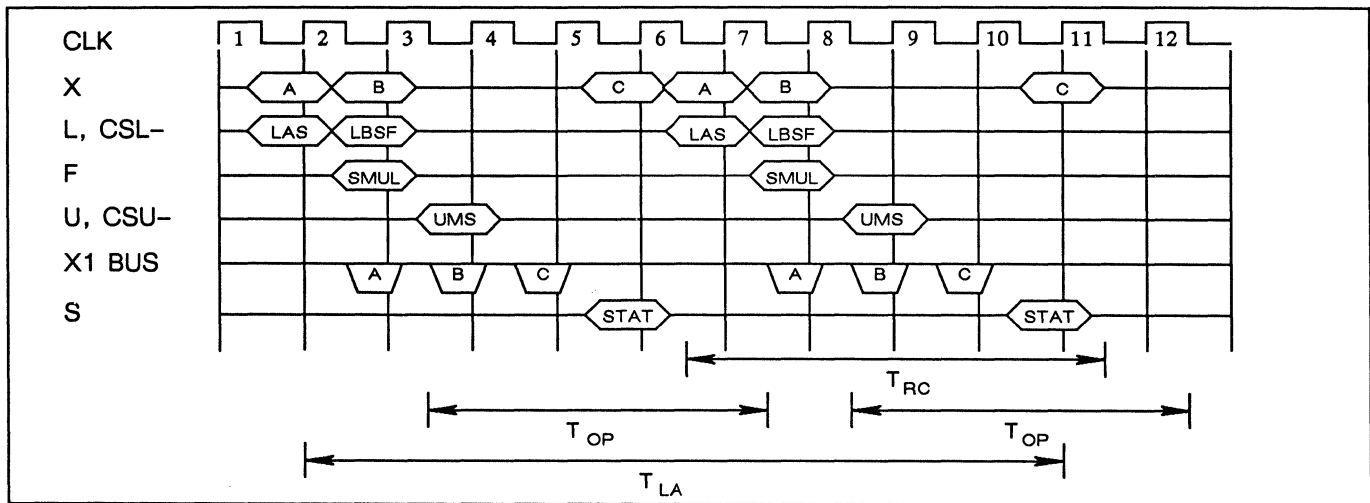 CLK 1 2 3 4 5 6 7 8 9 10 11 12
X A B C A B C
L, CSL– LAS LBSF LAS LBSF
F SMUL SMUL
U, CSU– UMS UMS
X1 BUS A B C A B C
S STAT STAT
T RC
T OP T OP
T LA